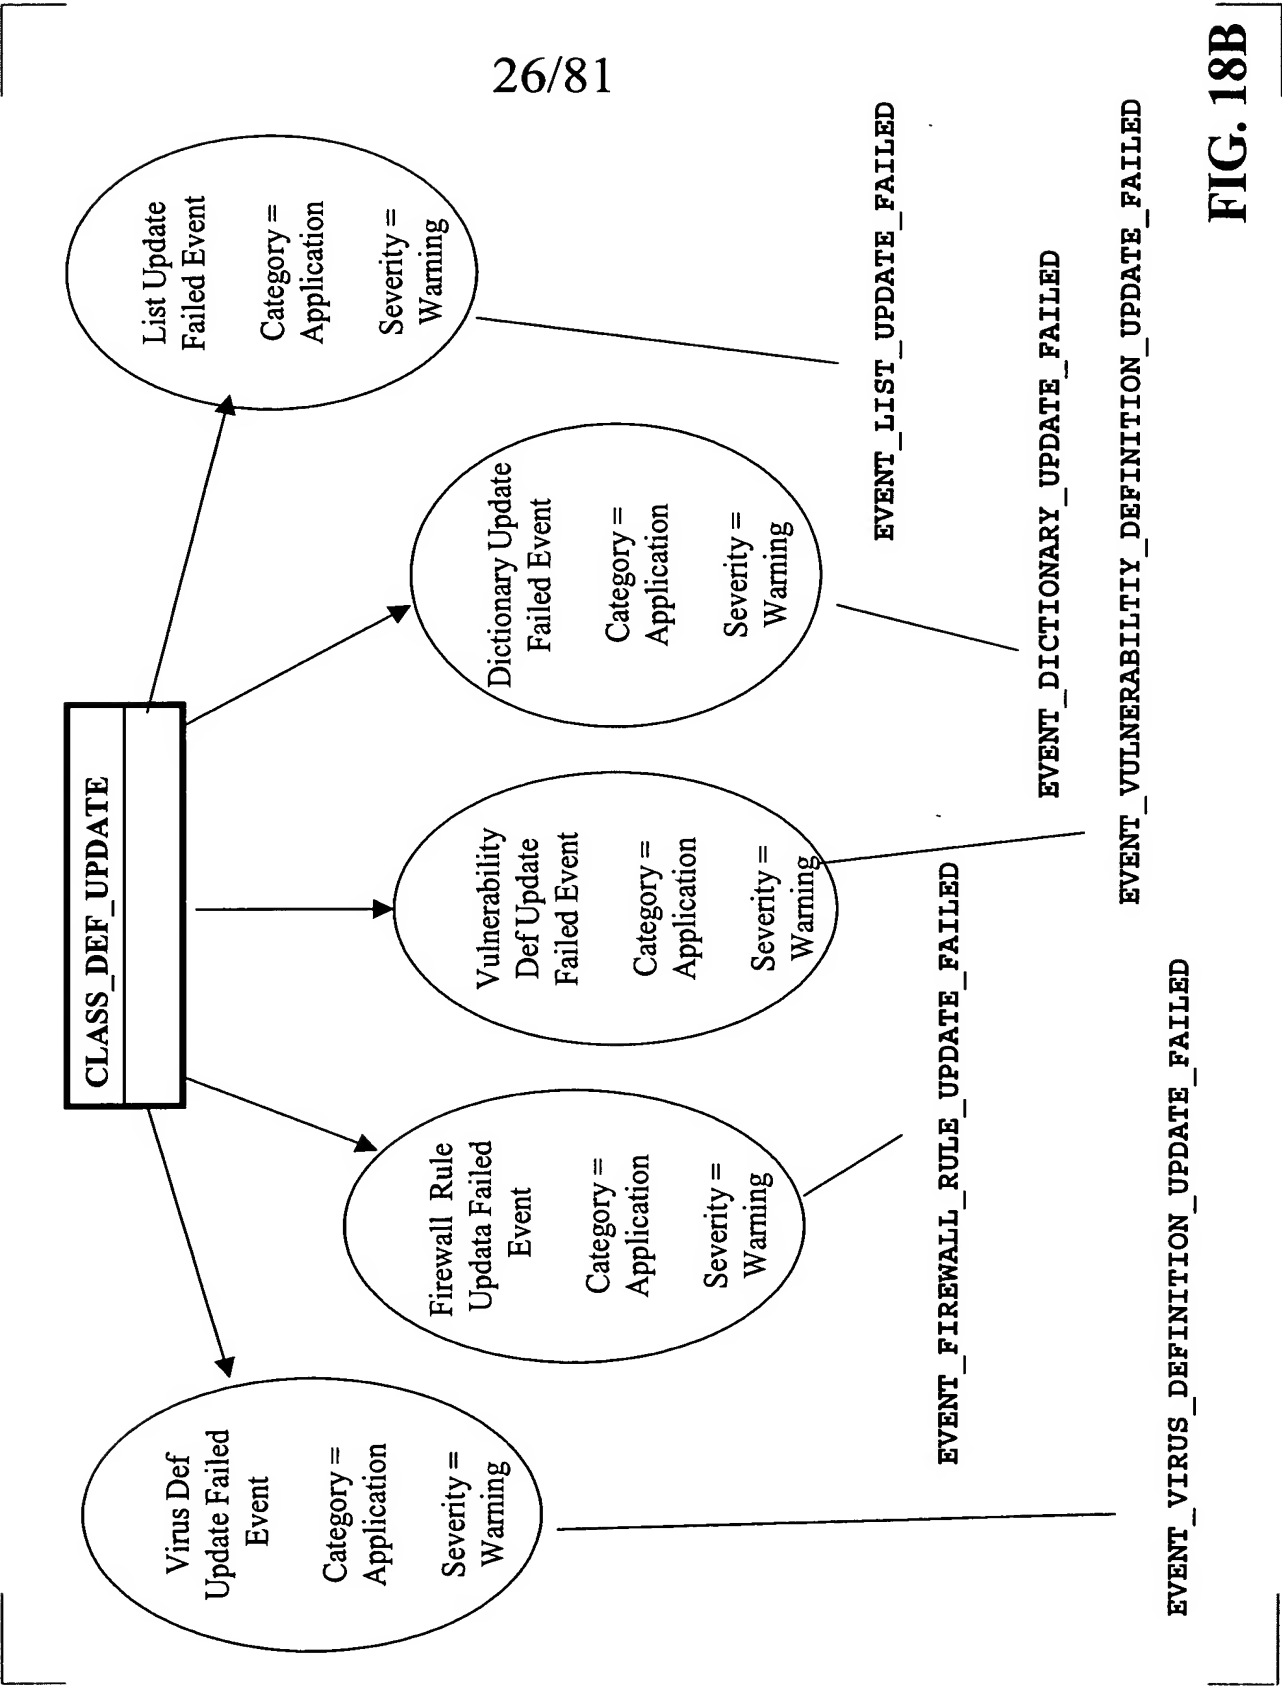 26/81
CLASS_DEF_UPDATE
Virus Def
Update Failed
Event
Category =
Application
Severity =
Warning
Firewall Rule
Updata Failed
Event
Category =
Application
Severity =
Warning
Vulnerability
Def Update
Failed Event
Category =
Application
Severity =
Warning
Dictionary Update
Failed Event
Category =
Application
Severity =
Warning
List Update
Failed Event
Category =
Application
Severity =
Warning
EVENT_LIST_UPDATE_FAILED
EVENT_FIREWALL_RULE_UPDATE_FAILED
EVENT_DICTIONARY_UPDATE_FAILED
EVENT_VULNERABILTIY_DEFINITION_UPDATE_FAILED
EVENT_VIRUS_DEFINITION_UPDATE_FAILED
FIG. 18B